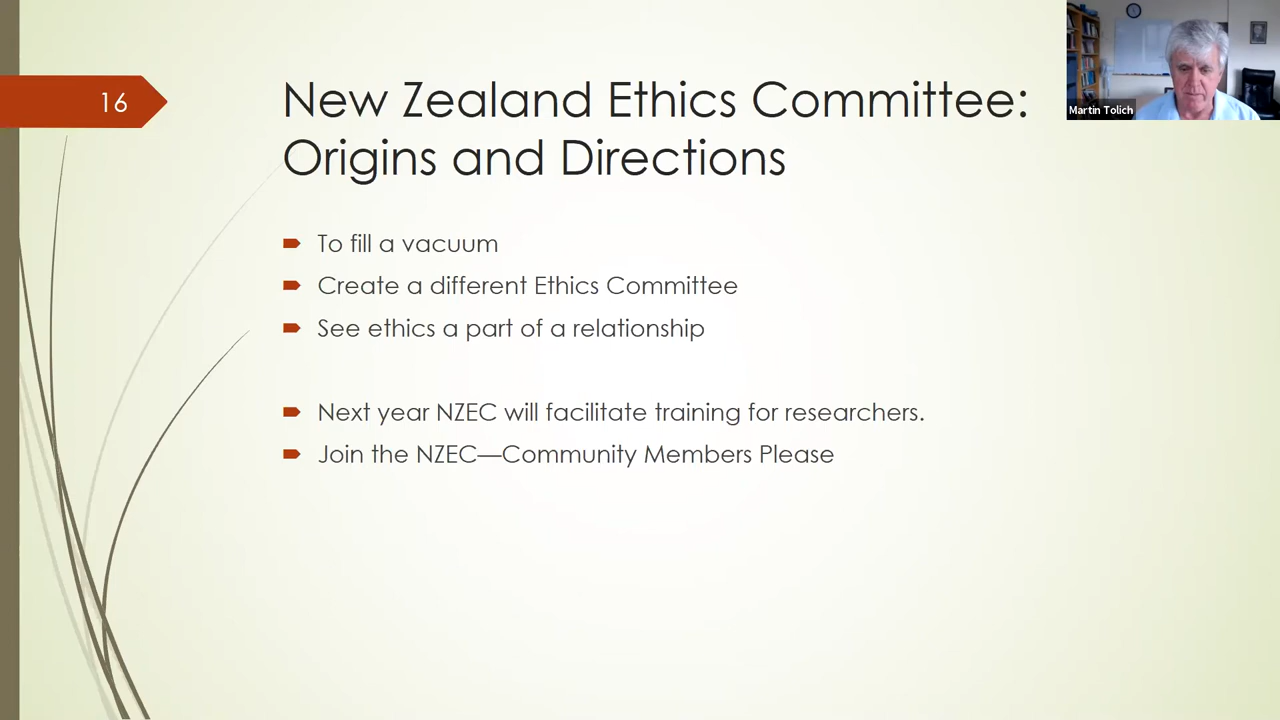 16
New Zealand Ethics Committee:
Origins and Directions
To fill a vacuum
Create a different Ethics Committee
See ethics a part of a relationship
Next year NZEC will facilitate training for researchers.
Join the NZEC—Community Members Please
Martin Tolich